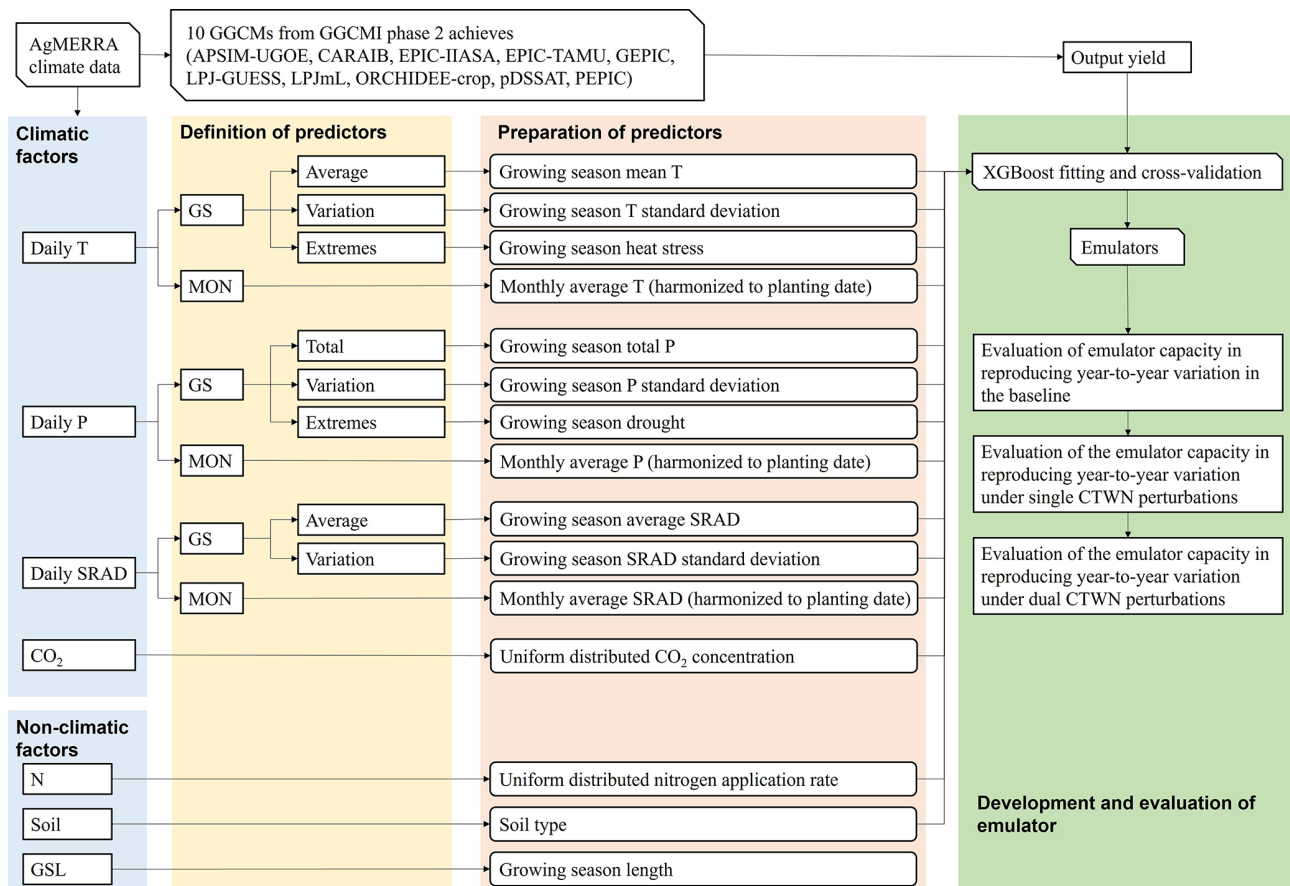 AgMERRA
climate data
10 GGCMs from GGCMI phase 2 achieves
(APSIM-UGOE, CARAIB, EPIC-IIASA, EPIC-TAMU, GEPIC,
LPJ-GUESS, LPJmL, ORCHIDEE-crop, pDSSAT, PEPIC)
Output yield
Climatic
factors
Definition of predictors
Preparation of predictors
Daily T
GS
Average
Growing season mean T
Variation
Growing season T standard deviation
Extremes
Growing season heat stress
MON
Monthly average T (harmonized to planting date)
Daily P
GS
Total
Growing season total P
Variation
Growing season P standard deviation
Extremes
Growing season drought
MON
Monthly average P (harmonized to planting date)
Daily SRAD
GS
Average
Growing season average SRAD
Variation
Growing season SRAD standard deviation
MON
Monthly average SRAD (harmonized to planting date)
CO₂
Uniform distributed CO₂ concentration
Non-climatic
factors
N
Uniform distributed nitrogen application rate
Soil
Soil type
GSL
Growing season length
XGBoost fitting and cross-validation
Emulators
Evaluation of emulator capacity in
reproducing year-to-year variation in
the baseline
Evaluation of the emulator capacity in
reproducing year-to-year variation
under single CTWN perturbations
Evaluation of the emulator capacity in
reproducing year-to-year variation
under dual CTWN perturbations
Development and evaluation of
emulator